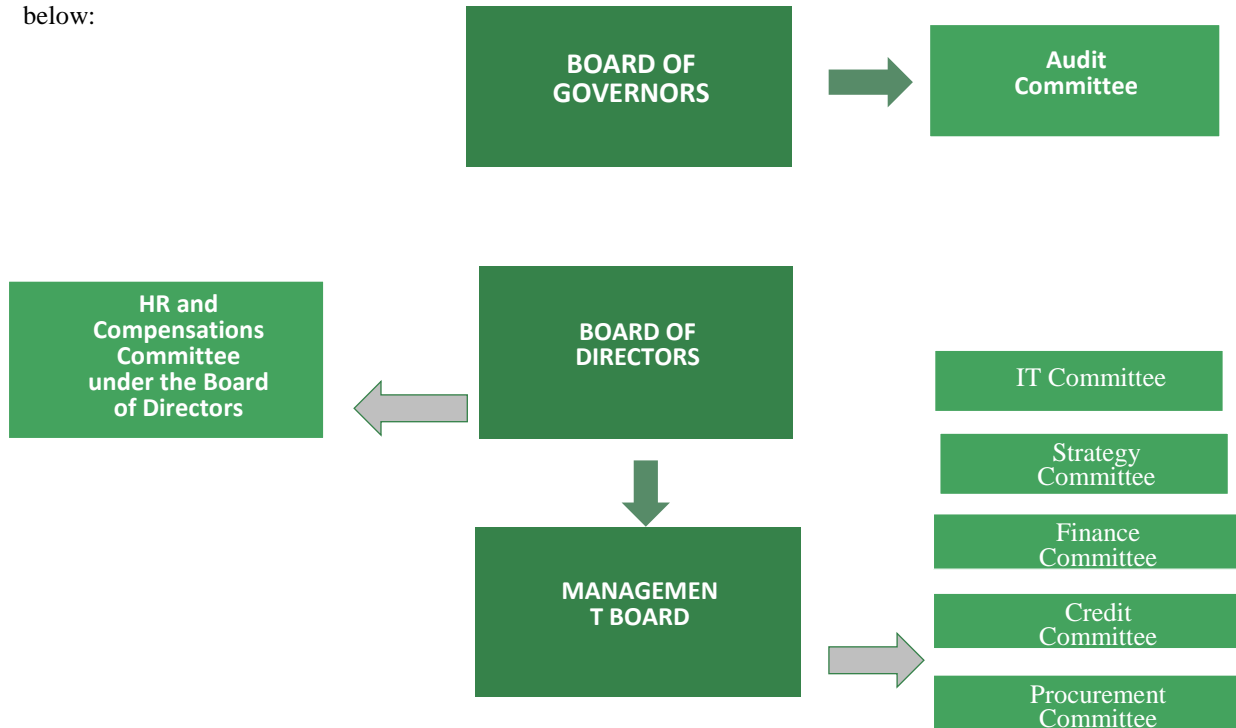 below:
BOARD OF
GOVERNORS
Audit
Committee
HR and
Compensations
Committee
under the Board
of Directors
BOARD OF
DIRECTORS
IT Committee
Strategy
Committee
Finance
Committee
MANAGEMEN
T BOARD
Credit
Committee
Procurement
Committee